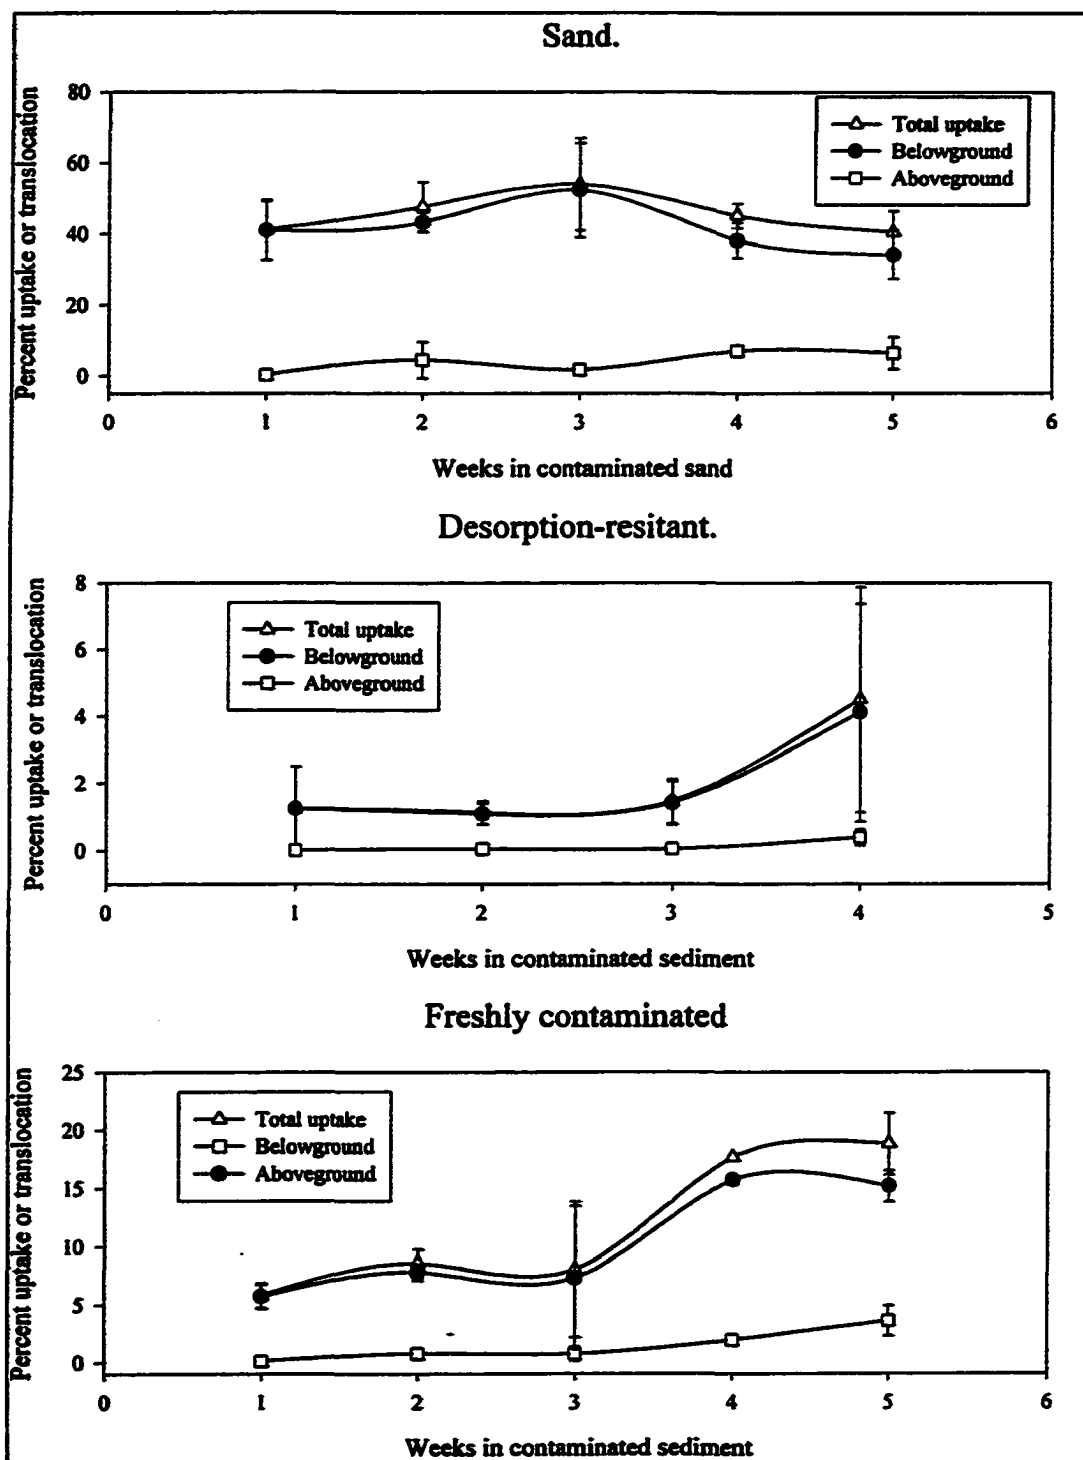 Sand.
Percent uptake or translocation
80
60
40
20
0
Total uptake
Belowground
Aboveground
0 1 2 3 4 5 6
Weeks in contaminated sand
Desorption-resitant.
Percent uptake or translocation
8
6
4
2
0
Total uptake
Belowground
Aboveground
0 1 2 3 4 5
Weeks in contaminated sediment
Freshly contaminated
Percent uptake or translocation
25
20
15
10
5
0
Total uptake
Belowground
Aboveground
0 1 2 3 4 5 6
Weeks in contaminated sediment